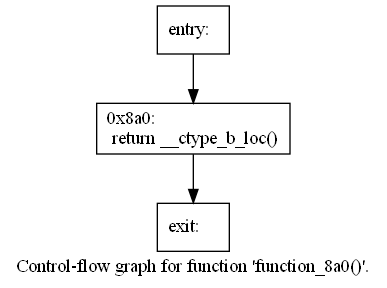 entry:
0x8a0:
return __ctype_b_loc()
exit:
Control-flow graph for function 'function_8a0()'.